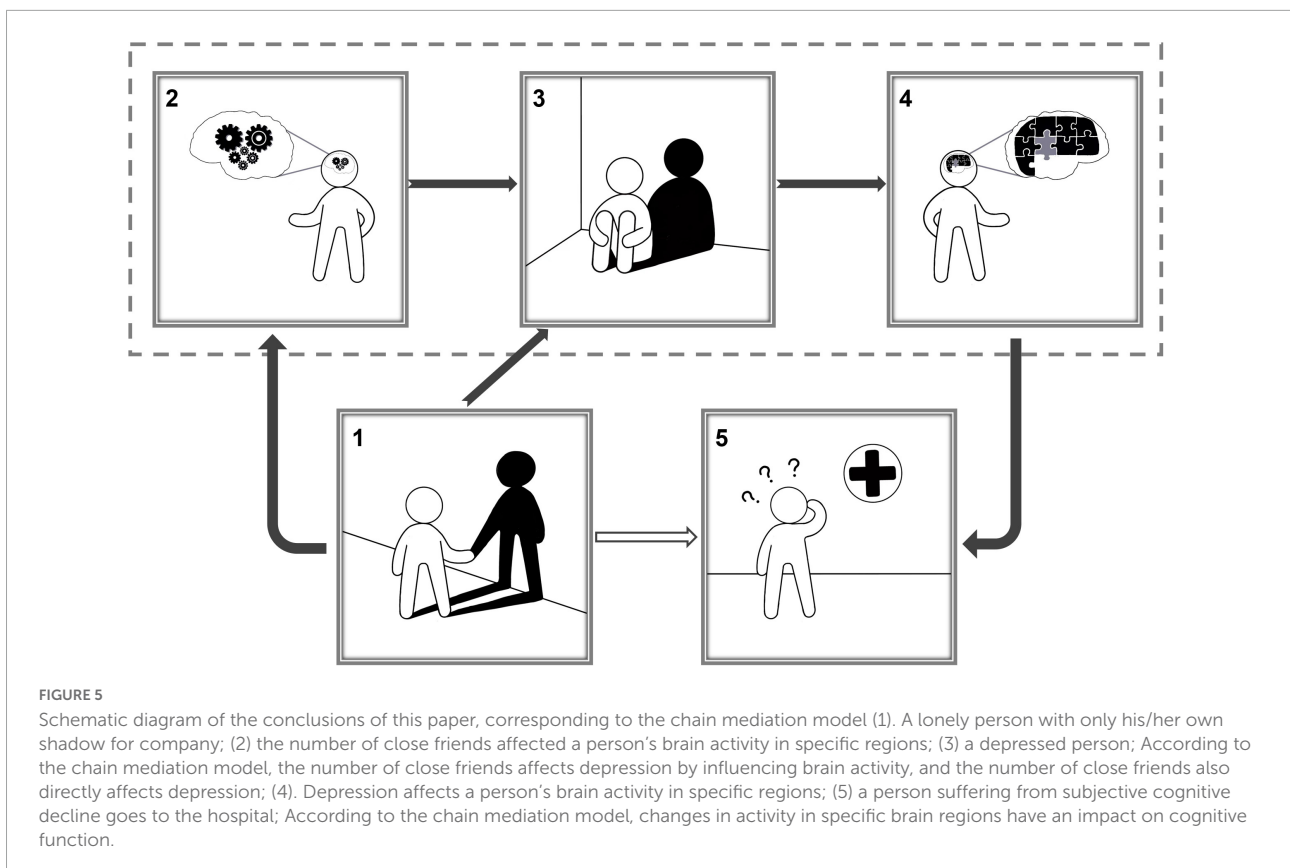 2
3
4
1
5
? ? ?
FIGURE 5
Schematic diagram of the conclusions of this paper, corresponding to the chain mediation model (1). A lonely person with only his/her own
shadow for company; (2) the number of close friends affected a person's brain activity in specific regions; (3) a depressed person; According to
the chain mediation model, the number of close friends affects depression by influencing brain activity, and the number of close friends also
directly affects depression; (4). Depression affects a person's brain activity in specific regions; (5) a person suffering from subjective cognitive
decline goes to the hospital; According to the chain mediation model, changes in activity in specific brain regions have an impact on cognitive
function.